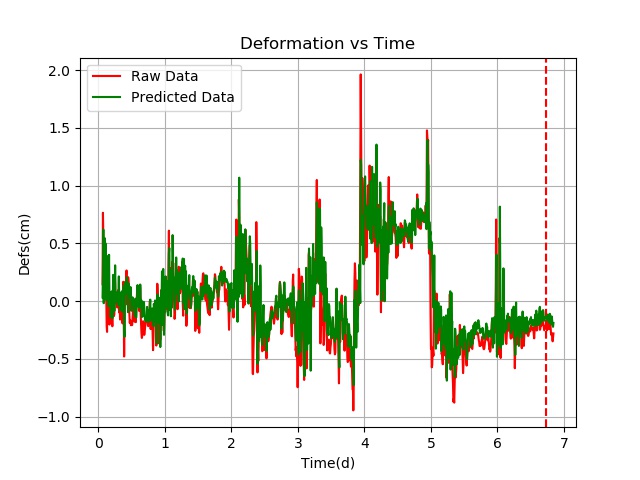 Deformation vs Time
Raw Data
Predicted Data
2.0
1.5
1.0
0.5
0.0
−0.5
−1.0
Defs(cm)
0 1 2 3 4 5 6 7
Time(d)